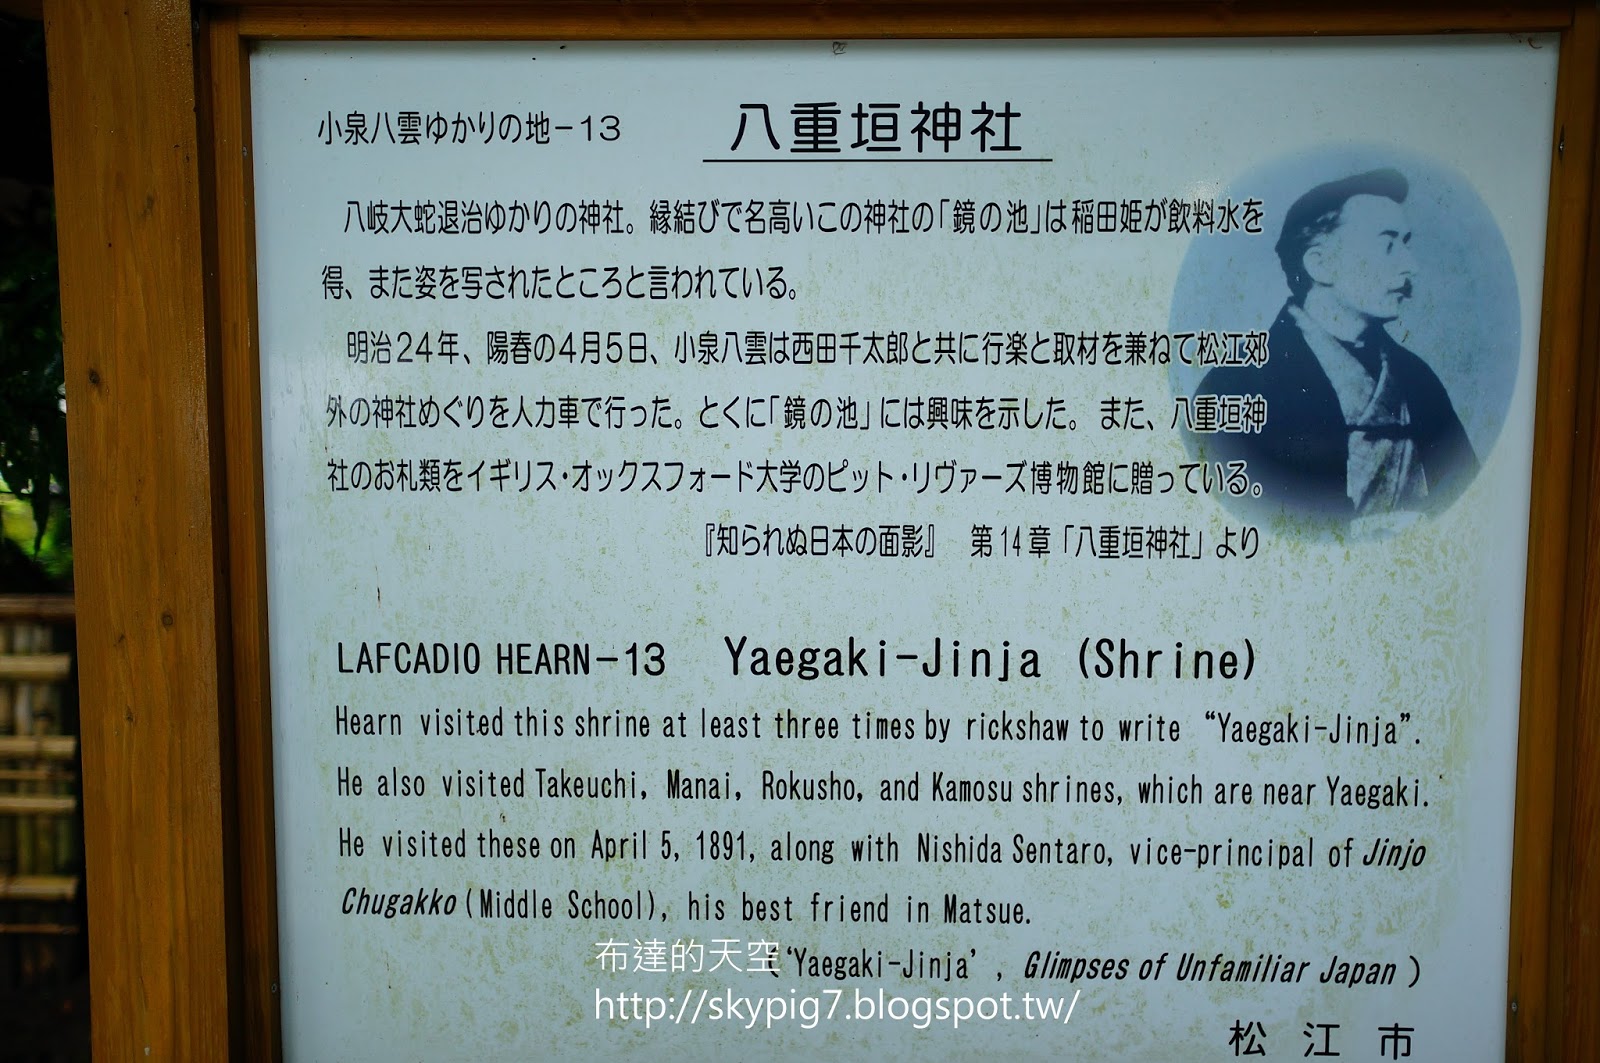 小泉八雲ゆかりの地－13 八重垣神社
八岐大蛇退治ゆかりの神社。縁結びで名高いこの神社の「鏡の池」は稲田姫が飲料水を
得、また姿を写されたところと言われている。
明治24年、陽春の4月5日、小泉八雲は西田千太郎と共に行楽と取材を兼ねて松江郊
外の神社めぐりを人力車で行った。とくに「鏡の池」には興味を示した。また、八重垣神
社のお札類をイギリス・オックスフォード大学のピット・リヴァーズ博物館に贈っている。
『知られぬ日本の面影』 第14章「八重垣神社」より
LAFCADIO HEARN－13 Yaegaki-Jinja (Shrine)
Hearn visited this shrine at least three times by rickshaw to write “Yaegaki-Jinja”.
He also visited Takeuchi, Manai, Rokusho, and Kamosu shrines, which are near Yaegaki.
He visited these on April 5, 1891, along with Nishida Sentaro, vice-principal of Jinjo
Chugakko (Middle School), his best friend in Matsue.
(‘Yaegaki-Jinja’, Glimpses of Unfamiliar Japan)
松江市
布達的天空
http://skypig7.blogspot.tw/